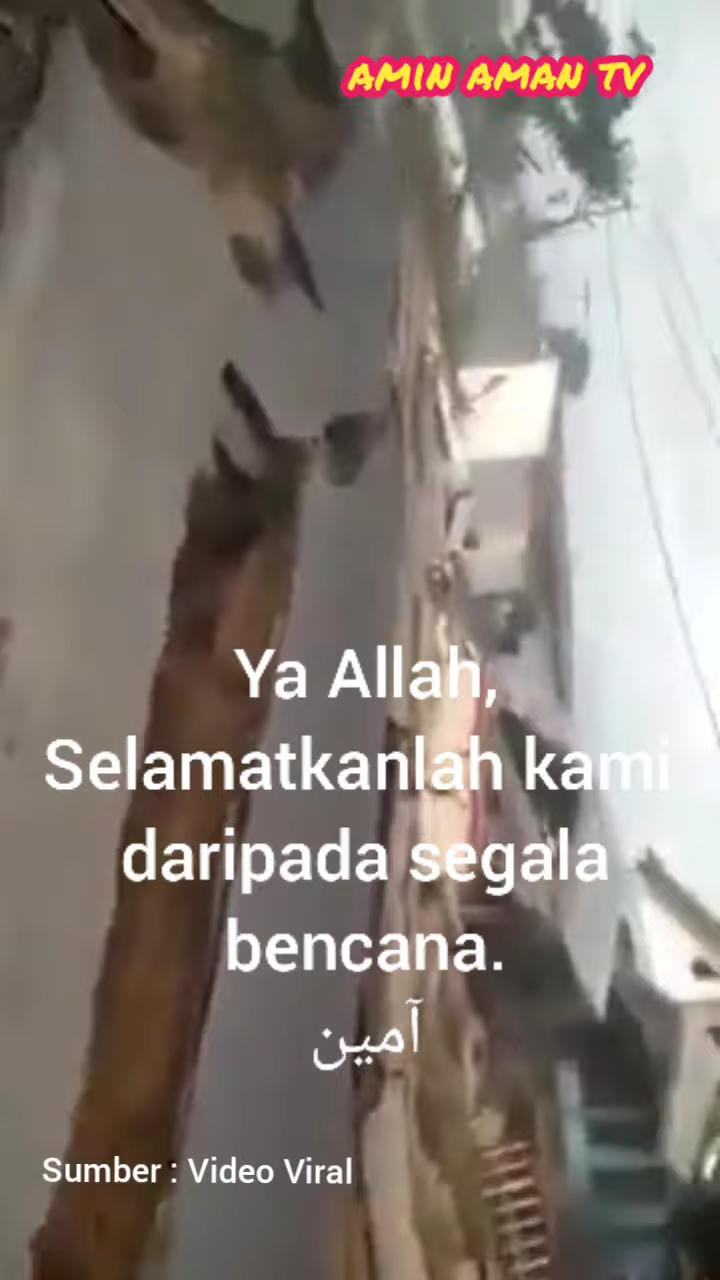 AMIN AMAN TV
Ya Allah,
Selamatkanlah kami
daripada segala
bencana.
آمين
Sumber : Video Viral